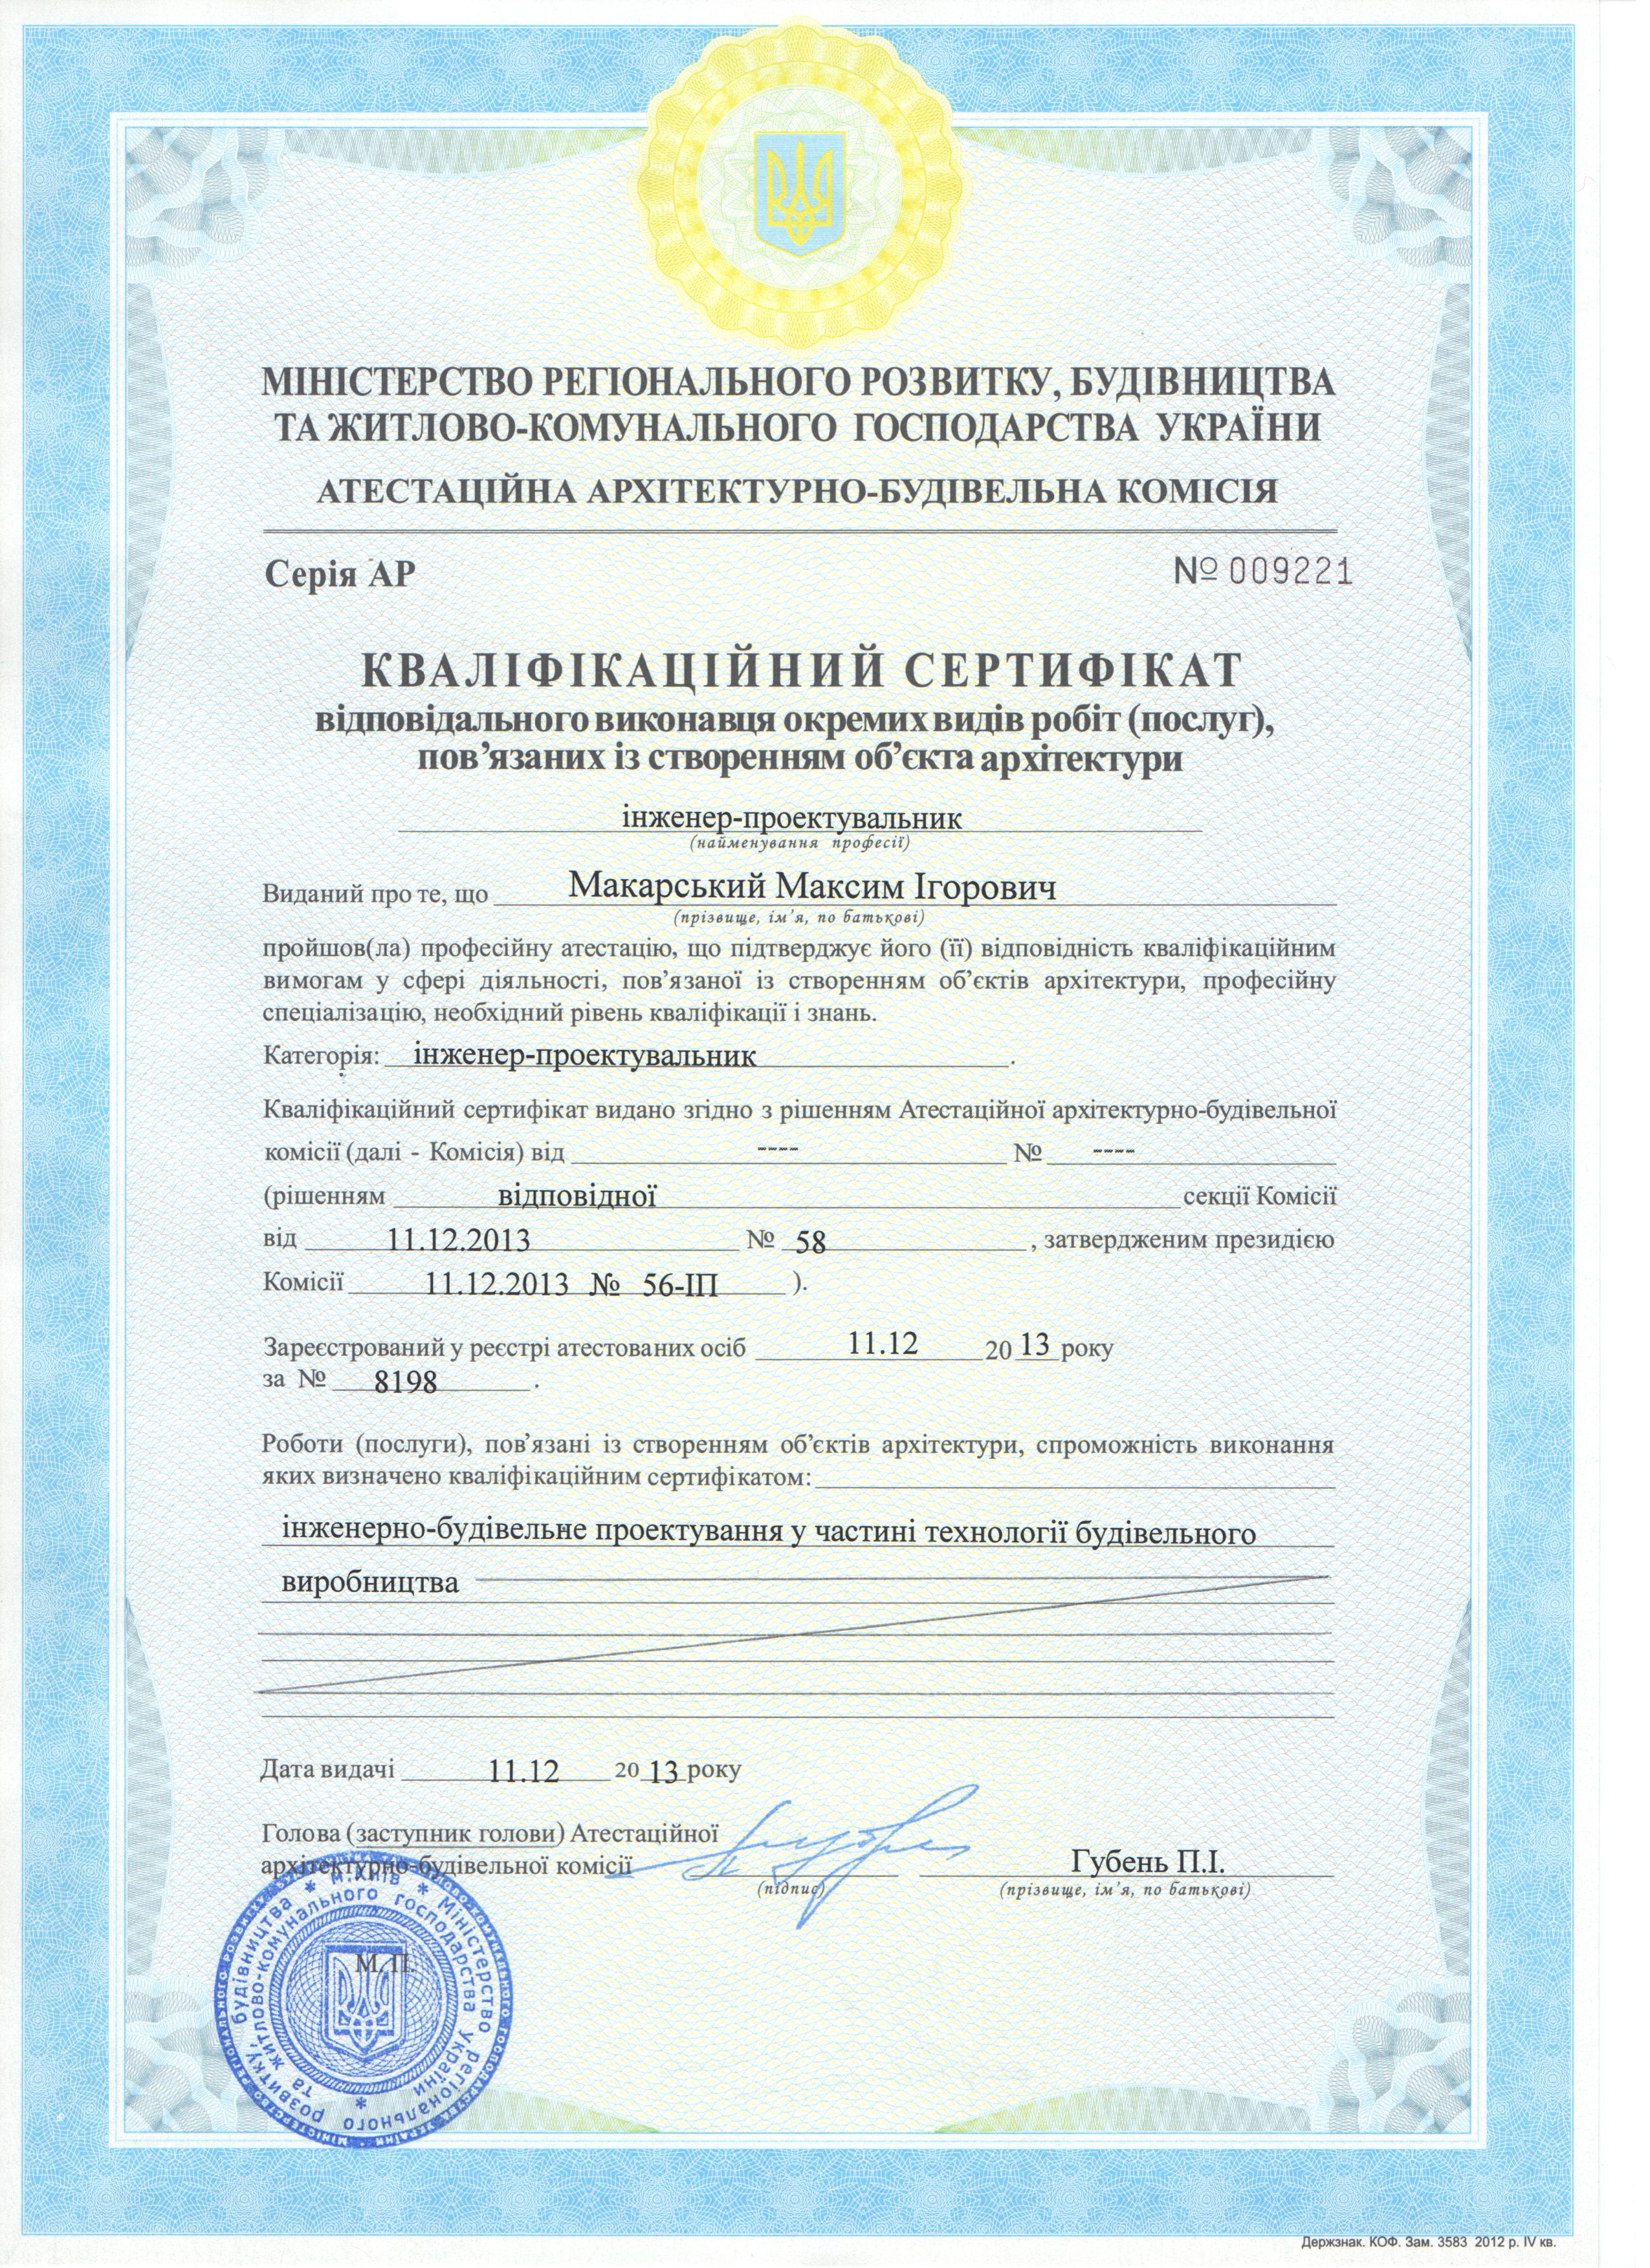 МІНІСТЕРСТВО РЕГІОНАЛЬНОГО РОЗВИТКУ, БУДІВНИЦТВА
ТА ЖИТЛОВО-КОМУНАЛЬНОГО ГОСПОДАРСТВА УКРАЇНИ
АТЕСТАЦІЙНА АРХІТЕКТУРНО-БУДІВЕЛЬНА КОМІСІЯ
Серія АР № 009221
КВАЛІФІКАЦІЙНИЙ СЕРТИФІКАТ
відповідального виконавця окремих видів робіт (послуг),
пов’язаних із створенням об’єкта архітектури
інженер-проектувальник
(найменування професії)
Виданий про те, що Макарський Максим Ігорович
(прізвище, ім’я, по батькові)
пройшов(ла) професійну атестацію, що підтверджує його (її) відповідність кваліфікаційним
вимогам у сфері діяльності, пов’язаної із створенням об’єктів архітектури, професійну
спеціалізацію, необхідний рівень кваліфікації і знань.
Категорія: інженер-проектувальник .
Кваліфікаційний сертифікат видано згідно з рішенням Атестаційної архітектурно-будівельної
комісії (далі - Комісія) від ---- № ----
(рішенням відповідної секції Комісії
від 11.12.2013 № 58 , затвердженим президією
Комісії 11.12.2013 № 56-ІП ).
Зареєстрований у реєстрі атестованих осіб 11.12 20 13 року
за № 8198 .
Роботи (послуги), пов’язані із створенням об’єктів архітектури, спроможність виконання
яких визначено кваліфікаційним сертифікатом:
інженерно-будівельне проектування у частині технології будівельного
виробництва
Дата видачі 11.12 20 13 року
Голова (заступник голови) Атестаційної
архітектурно-будівельної комісії Губень П.І.
(підпис) (прізвище, ім’я, по батькові)
М.П.
м.Київ * Міністерство регіонального розвитку, будівництва *
та житлово-комунального господарства України *
Держзнак. КОФ. Зам. 3583 2012 р. IV кв.